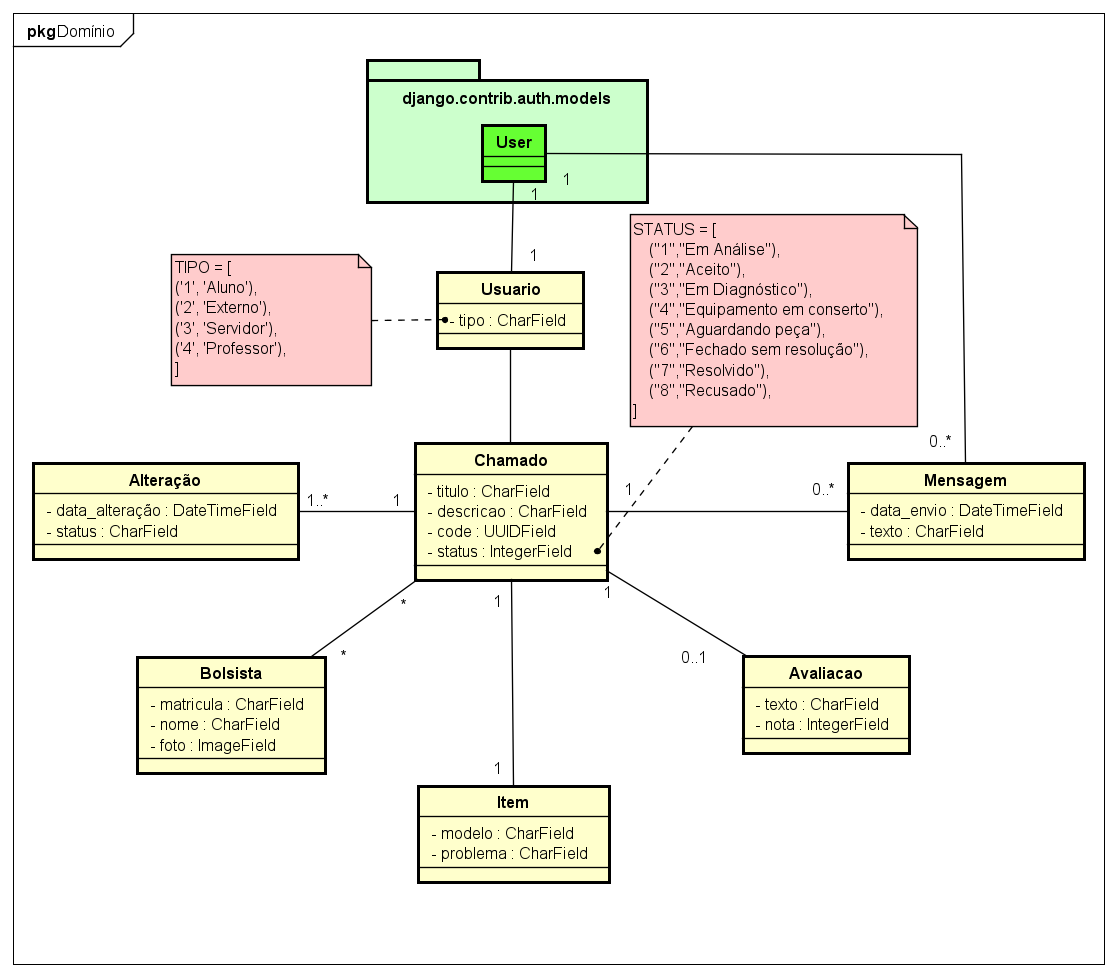 pkg Domínio
django.contrib.auth.models
User
1
1
1
TIPO = [
('1', 'Aluno'),
('2', 'Externo'),
('3', 'Servidor'),
('4', 'Professor'),
]
Usuario
- tipo : CharField
STATUS = [
("1","Em Análise"),
("2","Aceito"),
("3","Em Diagnóstico"),
("4","Equipamento em conserto"),
("5","Aguardando peça"),
("6","Fechado sem resolução"),
("7","Resolvido"),
("8","Recusado"),
]
0..*
Alteração
- data_alteração : DateTimeField
- status : CharField
1..*
1
Chamado
- titulo : CharField
- descricao : CharField
- code : UUIDField
- status : IntegerField
1
0..*
Mensagem
- data_envio : DateTimeField
- texto : CharField
*
1
1
*
0..1
Bolsista
- matricula : CharField
- nome : CharField
- foto : ImageField
Avaliacao
- texto : CharField
- nota : IntegerField
1
Item
- modelo : CharField
- problema : CharField